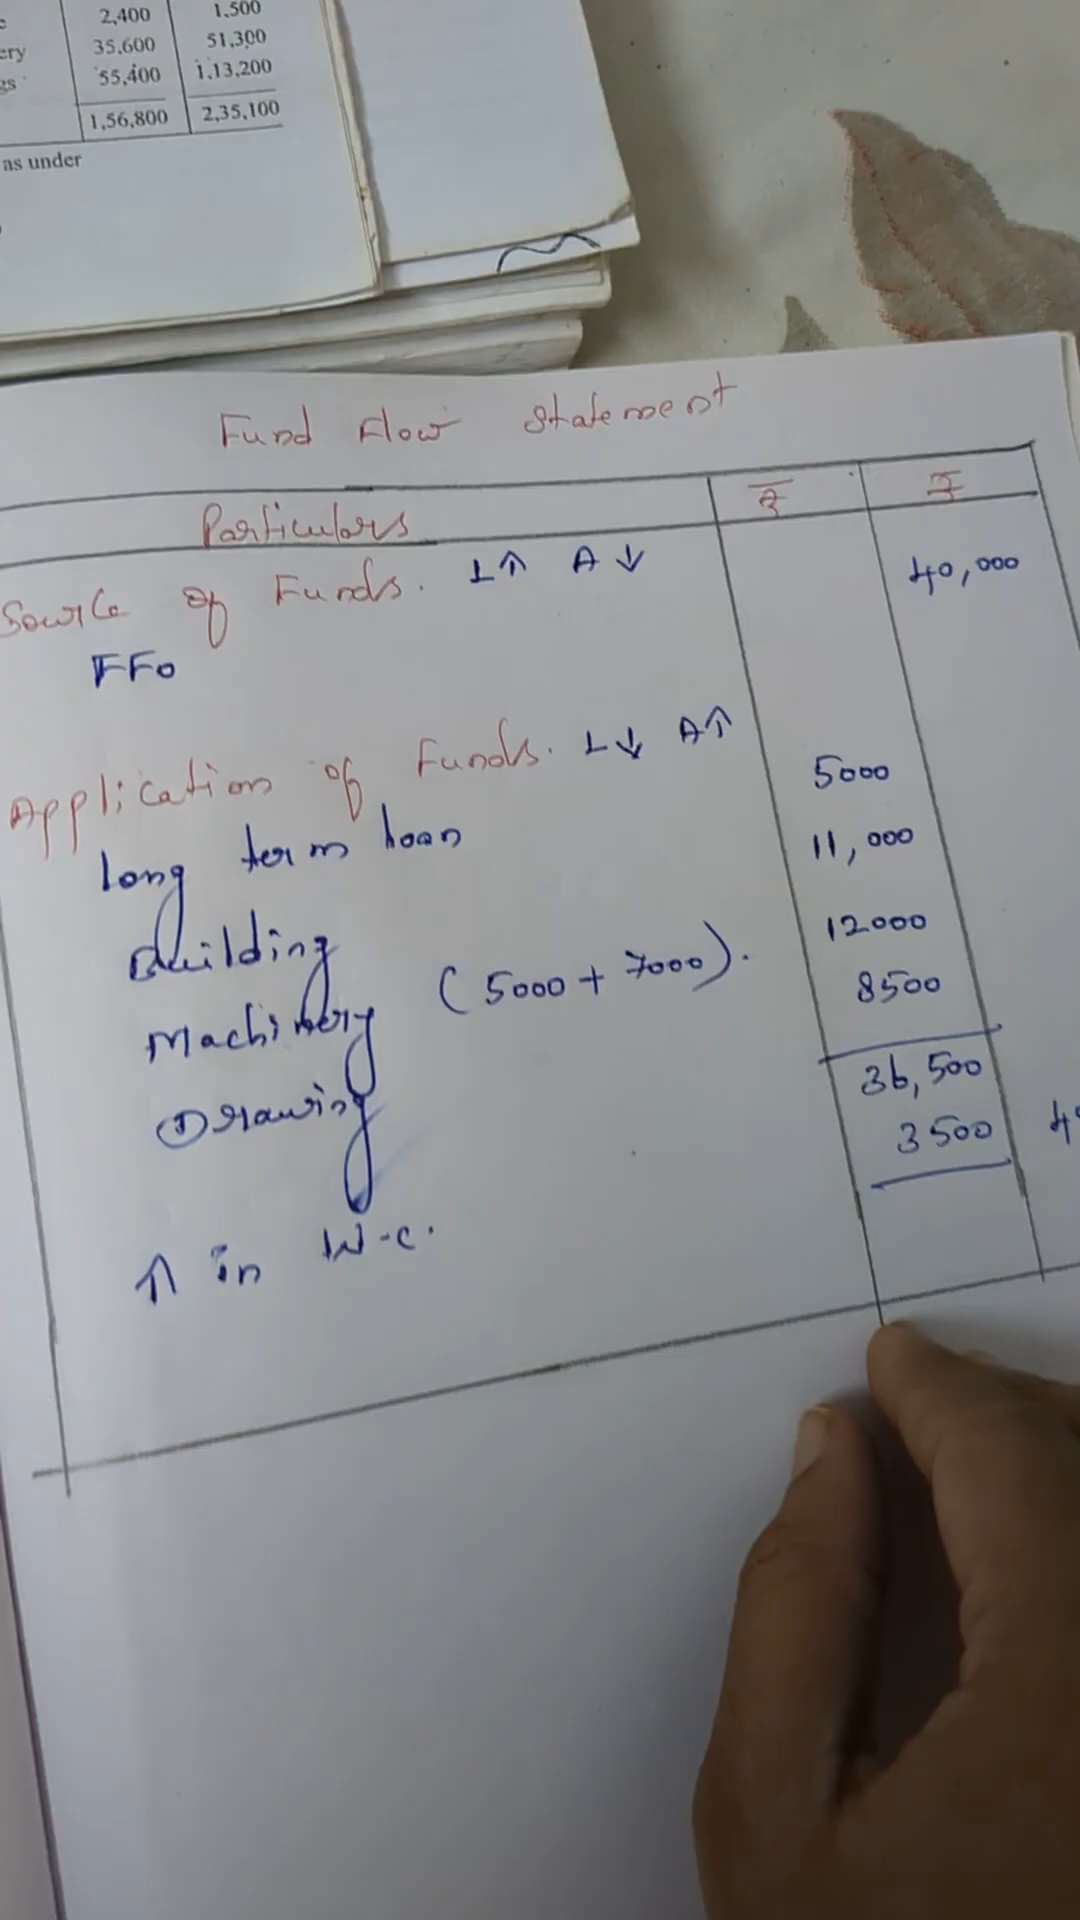 2,400 1,500
ery 35,600 51,300
gs 55,400 1,13,200
1,56,800 2,35,100
as under
Fund Flow Statement
Particulars ₹ ₹
Source of Funds. L↑ A↓
FFO 40,000
Application of Funds. L↓ A↑
long term loan 5000
Building 11,000
Machinery (5000 + 7000). 12000
Drawing 8500
36,500
↑ in W.C. 3500